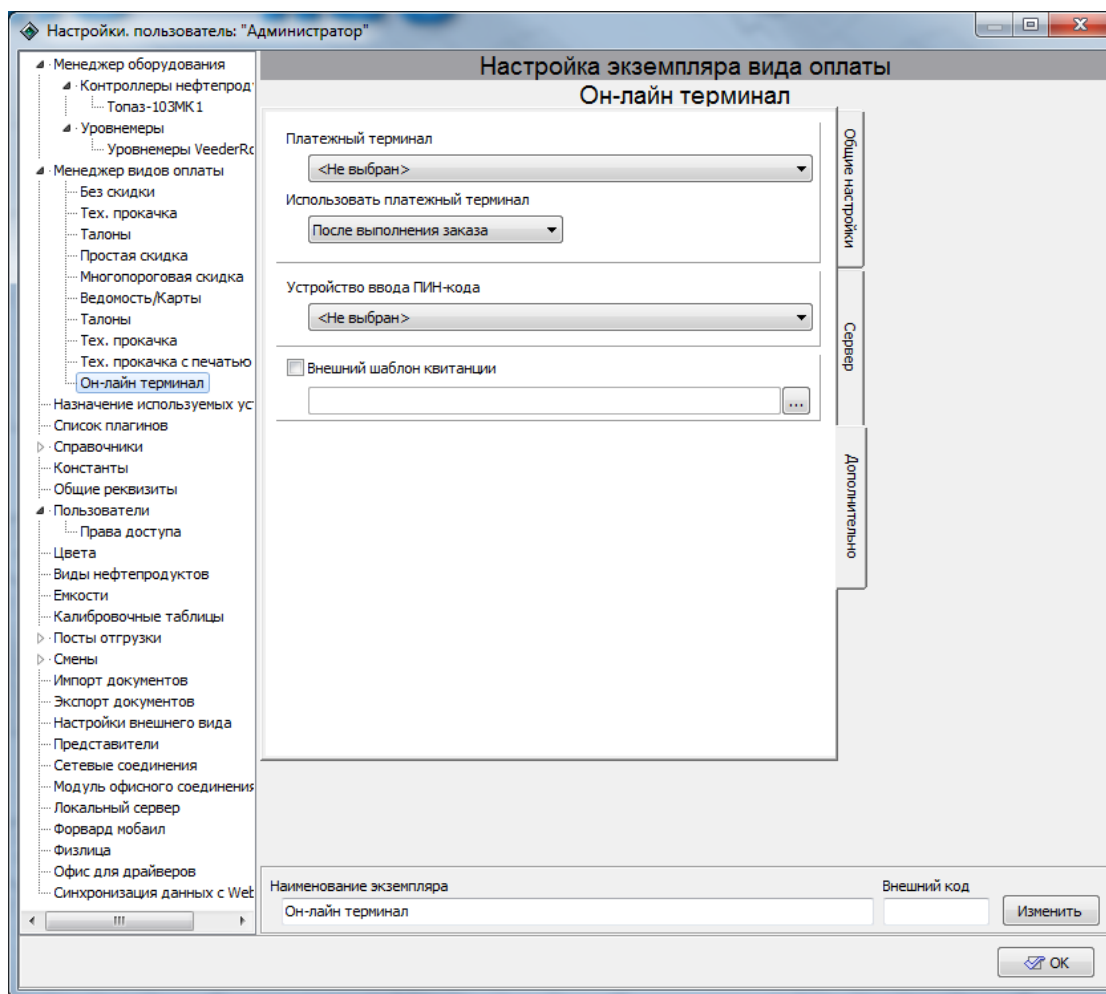 Настройки. пользователь: "Администратор"
Менеджер оборудования
Контроллеры нефтепрод
Топаз-103МК1
Уровнемеры
Уровнемеры VeederRo
Менеджер видов оплаты
Без скидки
Тех. прокачка
Талоны
Простая скидка
Многопороговая скидка
Ведомость/Карты
Талоны
Тех. прокачка
Тех. прокачка с печатью
Он-лайн терминал
Назначение используемых ус
Список плагинов
Справочники
Константы
Общие реквизиты
Пользователи
Права доступа
Цвета
Виды нефтепродуктов
Емкости
Калибровочные таблицы
Посты отгрузки
Смены
Импорт документов
Экспорт документов
Настройки внешнего вида
Представители
Сетевые соединения
Модуль офисного соединения
Локальный сервер
Форвард мобаил
Физлица
Офис для драйверов
Синхронизация данных с Web
Настройка экземпляра вида оплаты
Он-лайн терминал
Платежный терминал
<Не выбран>
Использовать платежный терминал
После выполнения заказа
Устройство ввода ПИН-кода
<Не выбран>
Внешний шаблон квитанции
...
Общие настройки
Сервер
Дополнительно
Наименование экземпляра
Внешний код
Он-лайн терминал
Изменить
OK